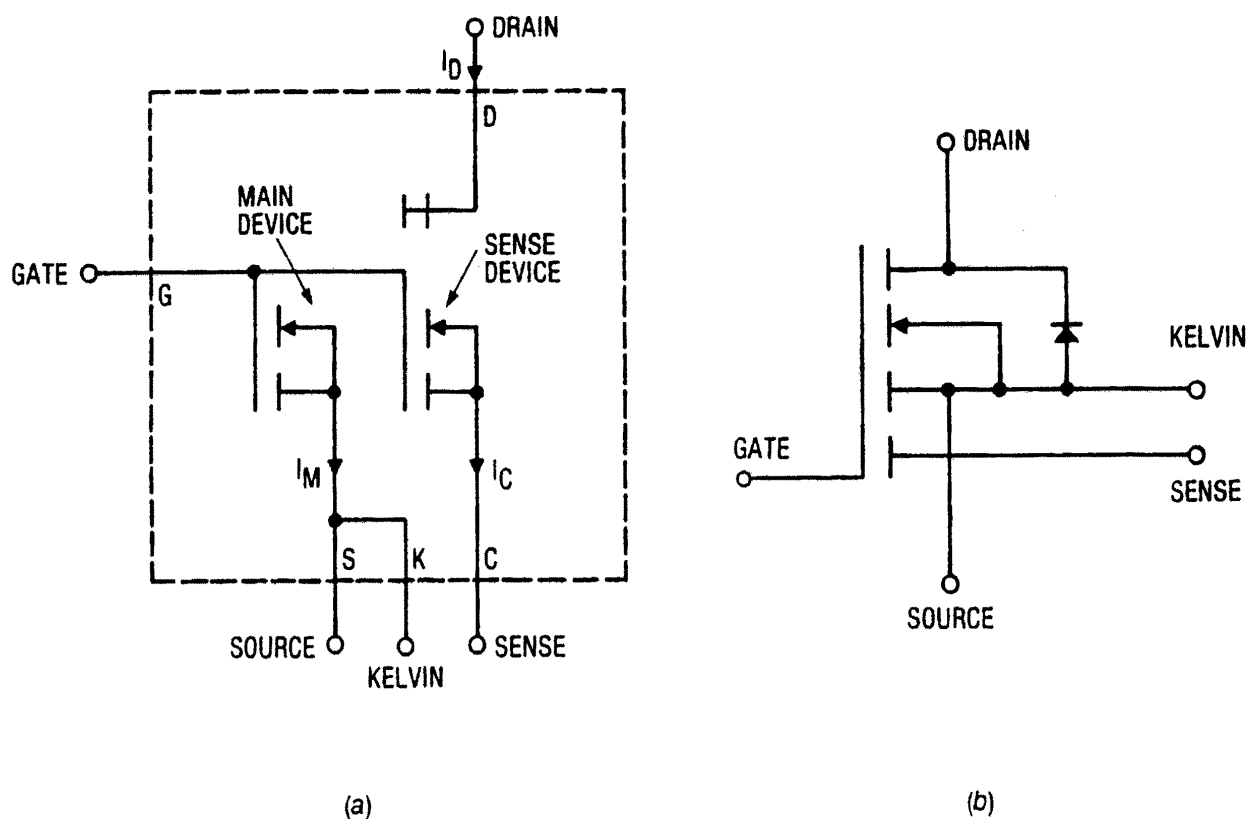 DRAIN
I_D
D
MAIN
DEVICE
SENSE
DEVICE
GATE
G
I_M
I_C
S
K
C
SOURCE
KELVIN
SENSE
(a)
DRAIN
KELVIN
GATE
SENSE
SOURCE
(b)